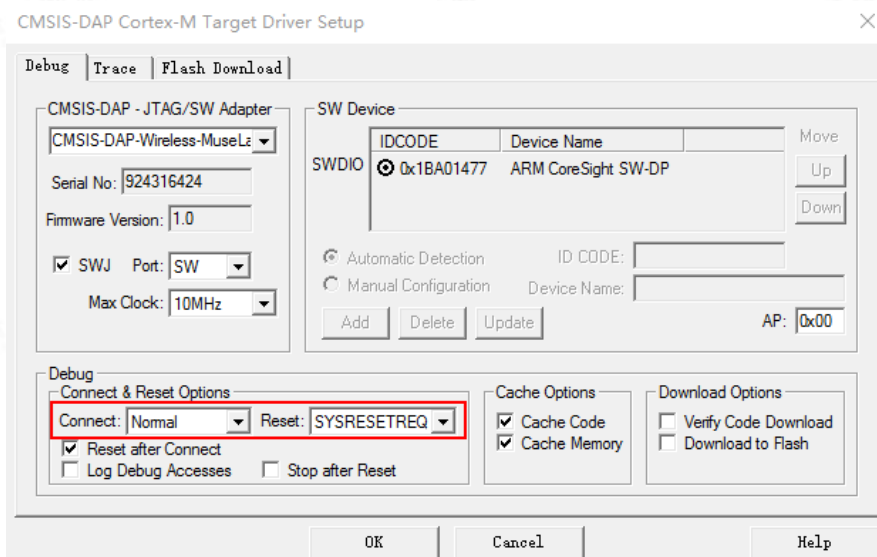 CMSIS-DAP Cortex-M Target Driver Setup
Debug Trace Flash Download
CMSIS-DAP - JTAG/SW Adapter
CMSIS-DAP-Wireless-MuseLa
Serial No: 924316424
Firmware Version: 1.0
SWJ Port: SW
Max Clock: 10MHz
SW Device
IDCODE Device Name
SWDIO 0x1BA01477 ARM CoreSight SW-DP
Move
Up
Down
Automatic Detection ID CODE:
Manual Configuration Device Name:
Add Delete Update AP: 0x00
Debug
Connect & Reset Options
Connect: Normal Reset: SYSRESETREQ
Reset after Connect
Log Debug Accesses Stop after Reset
Cache Options
Cache Code
Cache Memory
Download Options
Verify Code Download
Download to Flash
OK Cancel Help